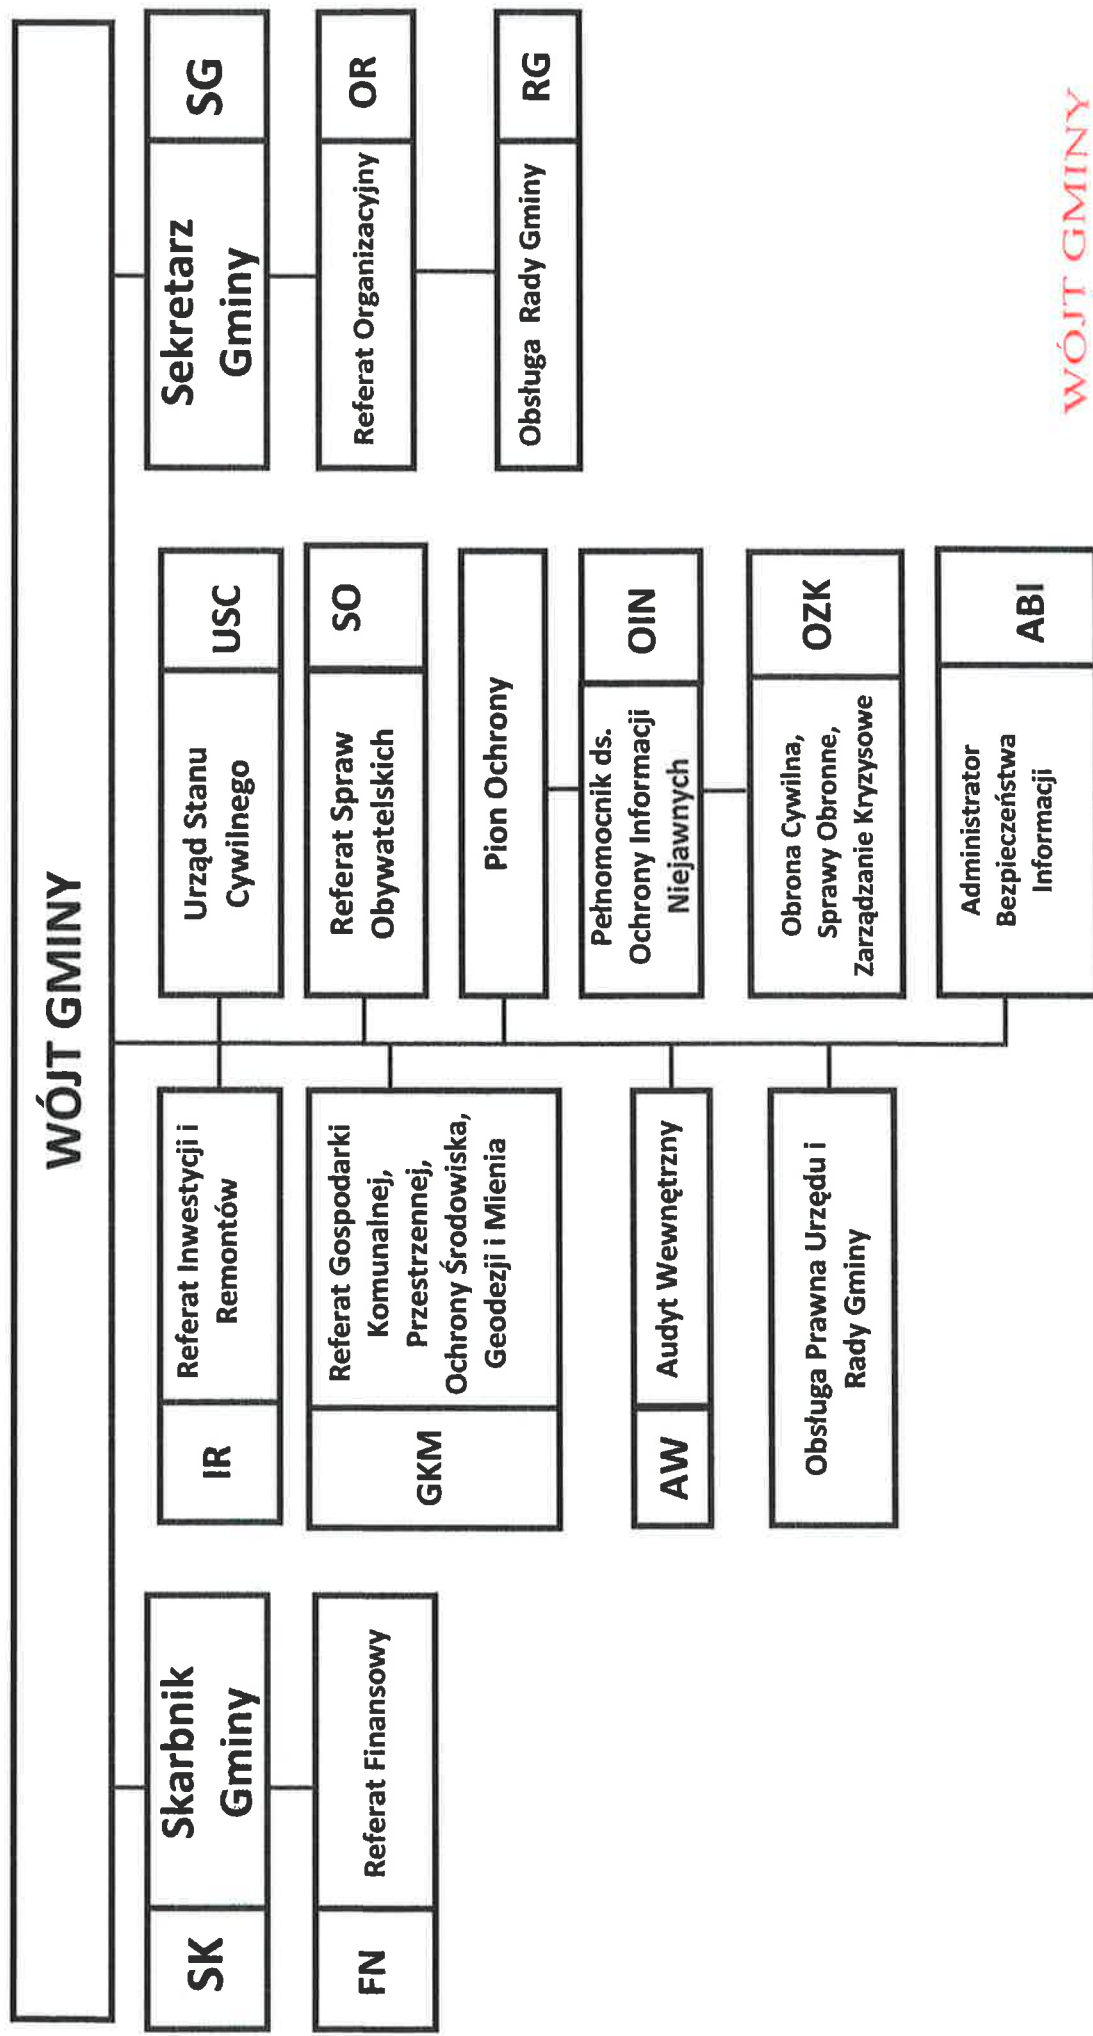 WÓJT GMINY
SK
Skarbnik
Gminy
FN
Referat Finansowy
IR
Referat Inwestycji i
Remontów
GKM
Referat Gospodarki
Komunalnej,
Przestrzennej,
Ochrony Środowiska,
Geodezji i Mienia
AW
Audyt Wewnętrzny
Obsługa Prawna Urzędu i
Rady Gminy
Urząd Stanu
Cywilnego
USC
Referat Spraw
Obywatelskich
SO
Pion Ochrony
Pełnomocnik ds.
Ochrony Informacji
Niejawnych
OIN
Obrona Cywilna,
Sprawy Obronne,
Zarządzanie Kryzysowe
OZK
Administrator
Bezpieczeństwa
Informacji
ABI
Sekretarz
Gminy
SG
Referat Organizacyjny
OR
Obsługa Rady Gminy
RG
WÓJT GMINY